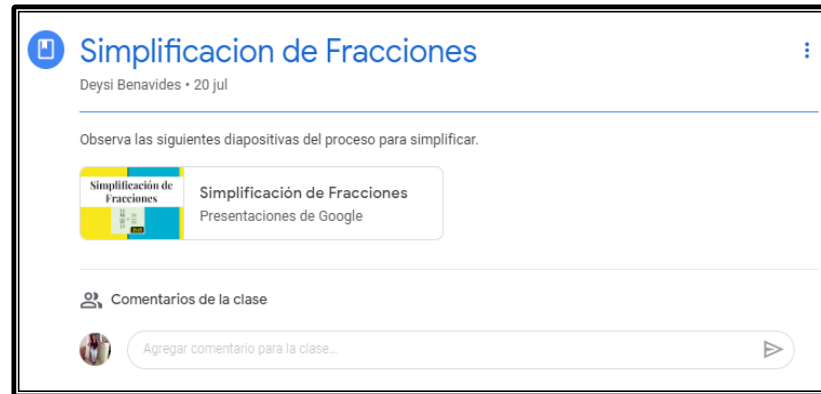 Simplificacion de Fracciones
Deysi Benavides • 20 jul
Observa las siguientes diapositivas del proceso para simplificar.
Simplificación de
Fracciones
Simplificación de Fracciones
Presentaciones de Google
Comentarios de la clase
Agregar comentario para la clase...